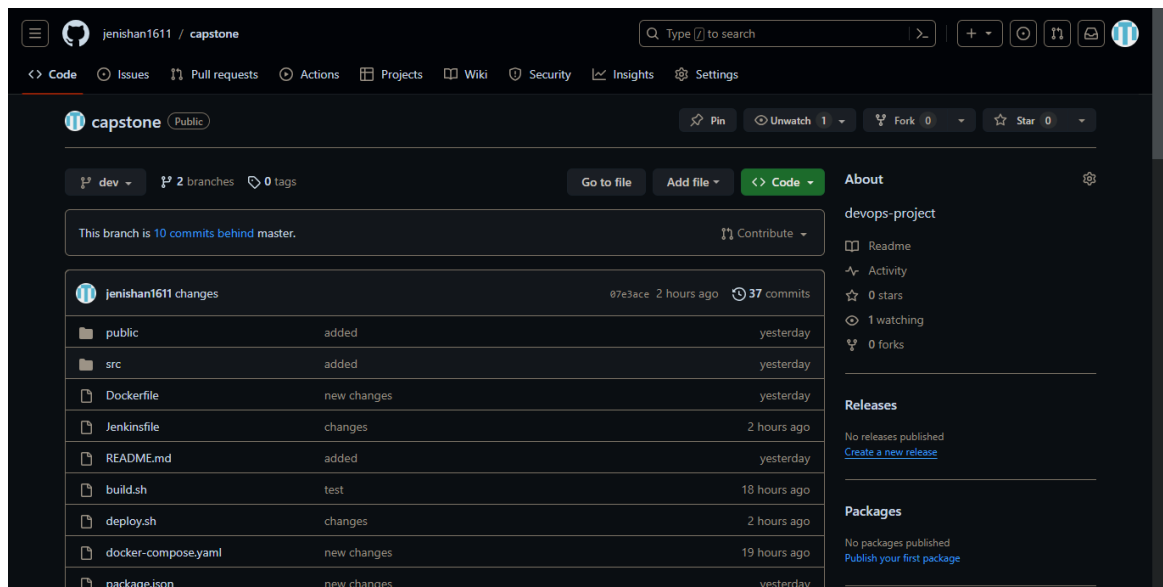 jenishan1611 / capstone Type / to search
Code Issues Pull requests Actions Projects Wiki Security Insights Settings
capstone Public Pin Unwatch 1 Fork 0 Star 0
dev 2 branches 0 tags Go to file Add file Code
This branch is 10 commits behind master. Contribute
jenishan1611 changes 07e3ace 2 hours ago 37 commits
public added yesterday
src added yesterday
Dockerfile new changes yesterday
Jenkinsfile changes 2 hours ago
README.md added yesterday
build.sh test 18 hours ago
deploy.sh changes 2 hours ago
docker-compose.yaml new changes 19 hours ago
package.json new changes yesterday
About
devops-project
Readme
Activity
0 stars
1 watching
0 forks
Releases
No releases published
Create a new release
Packages
No packages published
Publish your first package